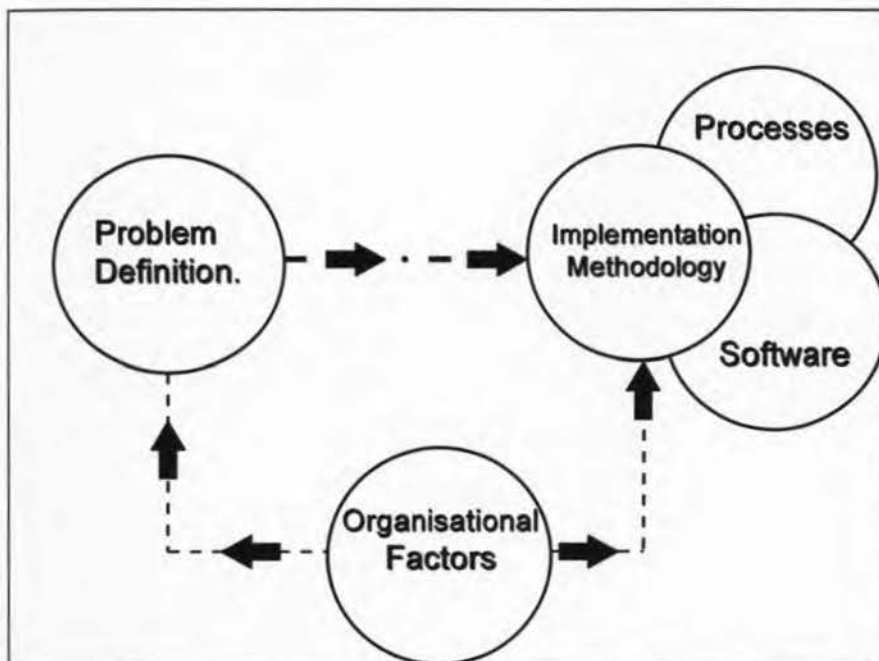 Processes
Problem
Definition.
Implementation
Methodology
Software
Organisational
Factors